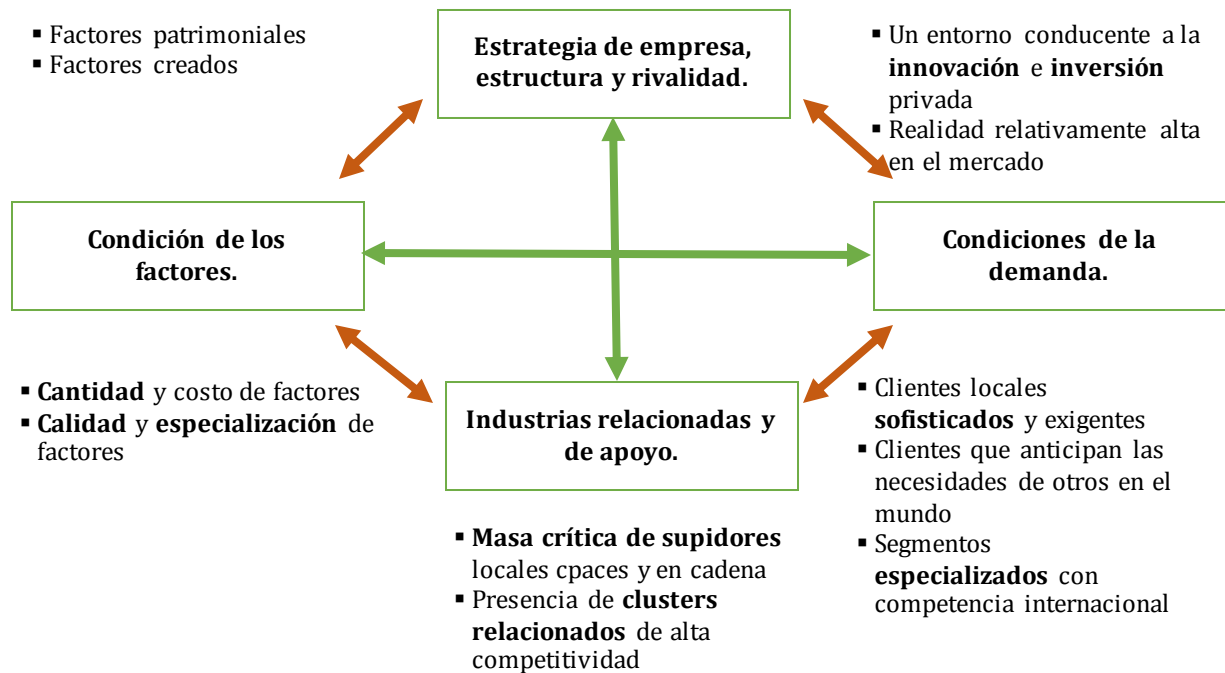 ▪ Factores patrimoniales
▪ Factores creados
Estrategia de empresa,
estructura y rivalidad.
▪ Un entorno conducente a la
innovación e inversión
privada
▪ Realidad relativamente alta
en el mercado
Condición de los
factores.
Condiciones de la
demanda.
▪ Cantidad y costo de factores
▪ Calidad y especialización de
factores
Industrias relacionadas y
de apoyo.
▪ Clientes locales
sofisticados y exigentes
▪ Clientes que anticipan las
necesidades de otros en el
mundo
▪ Segmentos
especializados con
competencia internacional
▪ Masa crítica de supidores
locales cpaces y en cadena
▪ Presencia de clusters
relacionados de alta
competitividad